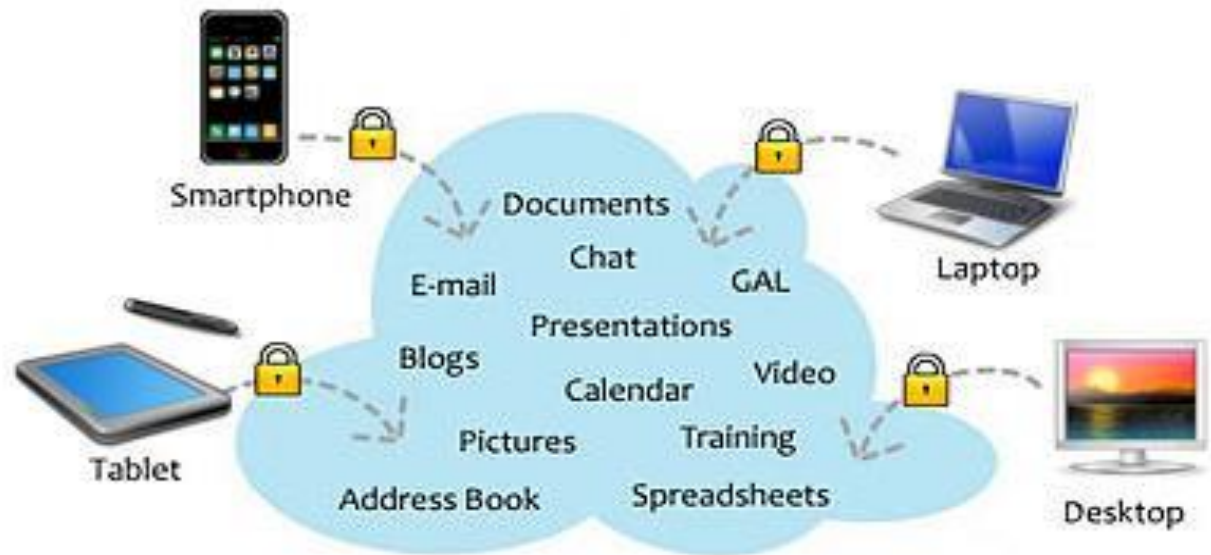 Smartphone
Documents
Chat
E-mail
GAL
Laptop
Presentations
Blogs
Calendar
Video
Tablet
Pictures
Training
Address Book
Spreadsheets
Desktop